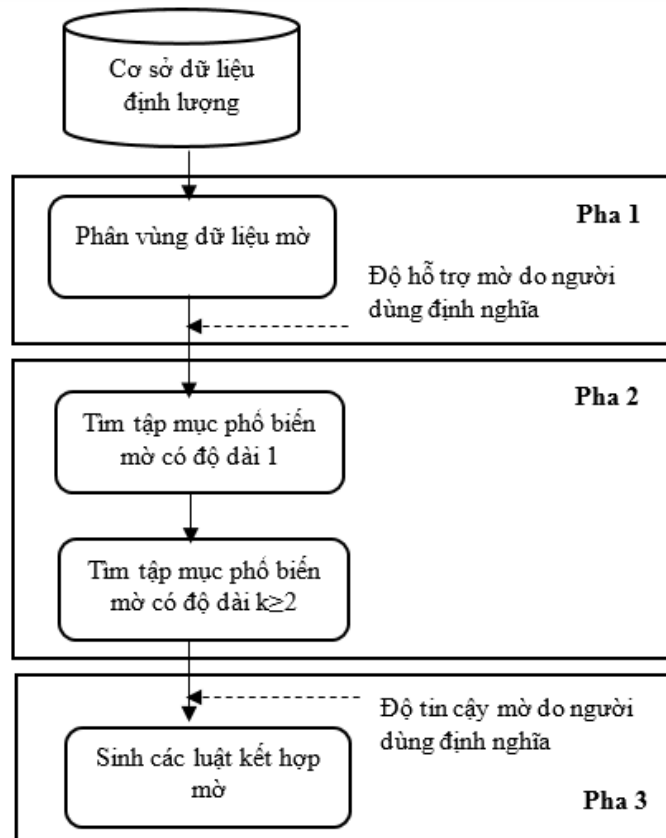 Cơ sở dữ liệu
định lượng
Phân vùng dữ liệu mờ
Pha 1
Độ hỗ trợ mờ do người
dùng định nghĩa
Pha 2
Tìm tập mục phổ biến
mờ có độ dài 1
Tìm tập mục phổ biến
mờ có độ dài k≥2
Độ tin cậy mờ do người
dùng định nghĩa
Sinh các luật kết hợp
mờ
Pha 3